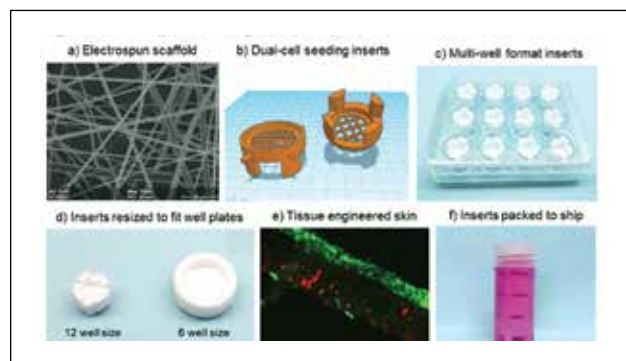 a) Electrospun scaffold
b) Dual-cell seeding inserts
c) Multi-well format inserts
d) Inserts resized to fit well plates
e) Tissue engineered skin
f) Inserts packed to ship
12 well size
6 well size